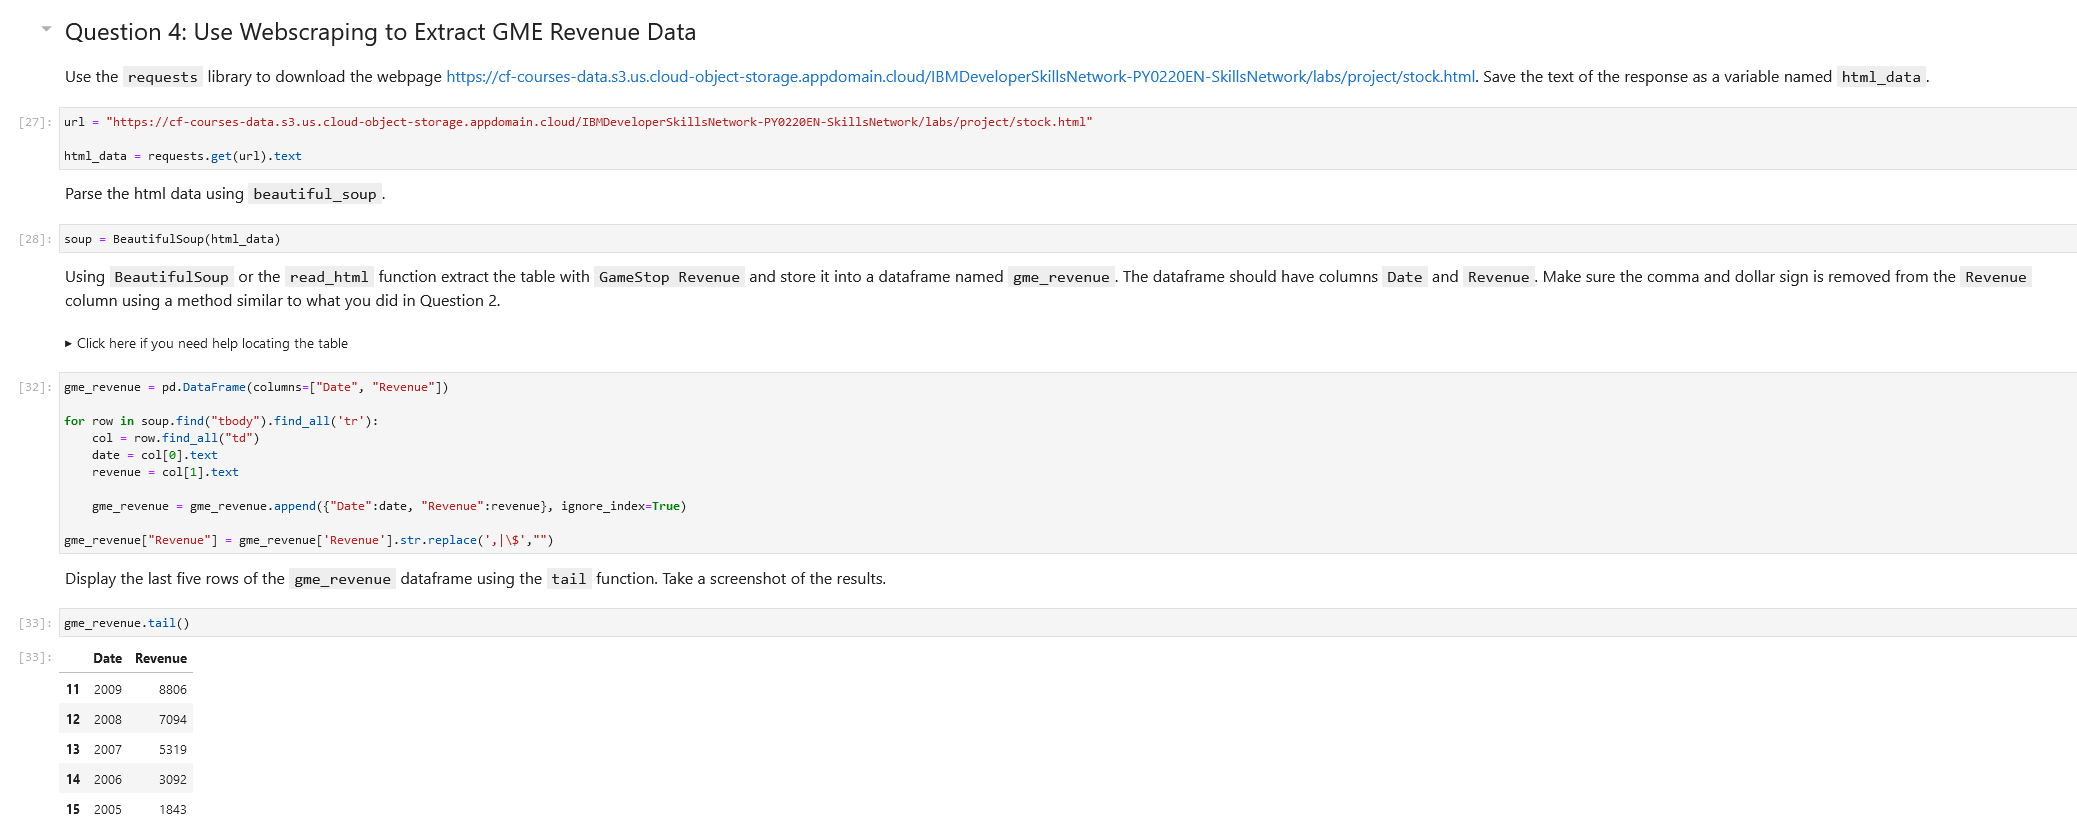 Question 4: Use Webscraping to Extract GME Revenue Data
Use the requests library to download the webpage https://cf-courses-data.s3.us.cloud-object-storage.appdomain.cloud/IBMDeveloperSkillsNetwork-PY0220EN-SkillsNetwork/labs/project/stock.html. Save the text of the response as a variable named html_data.
[27]: url = "https://cf-courses-data.s3.us.cloud-object-storage.appdomain.cloud/IBMDeveloperSkillsNetwork-PY0220EN-SkillsNetwork/labs/project/stock.html"
html_data = requests.get(url).text
Parse the html data using beautiful_soup.
[28]: soup = BeautifulSoup(html_data)
Using BeautifulSoup or the read_html function extract the table with GameStop Revenue and store it into a dataframe named gme_revenue. The dataframe should have columns Date and Revenue. Make sure the comma and dollar sign is removed from the Revenue
column using a method similar to what you did in Question 2.
▸ Click here if you need help locating the table
[32]: gme_revenue = pd.DataFrame(columns=["Date", "Revenue"])
for row in soup.find("tbody").find_all('tr'):
    col = row.find_all("td")
    date = col[0].text
    revenue = col[1].text
    gme_revenue = gme_revenue.append({"Date":date, "Revenue":revenue}, ignore_index=True)
gme_revenue["Revenue"] = gme_revenue['Revenue'].str.replace(',|\$',"")
Display the last five rows of the gme_revenue dataframe using the tail function. Take a screenshot of the results.
[33]: gme_revenue.tail()
[33]: Date Revenue
11 2009 8806
12 2008 7094
13 2007 5319
14 2006 3092
15 2005 1843